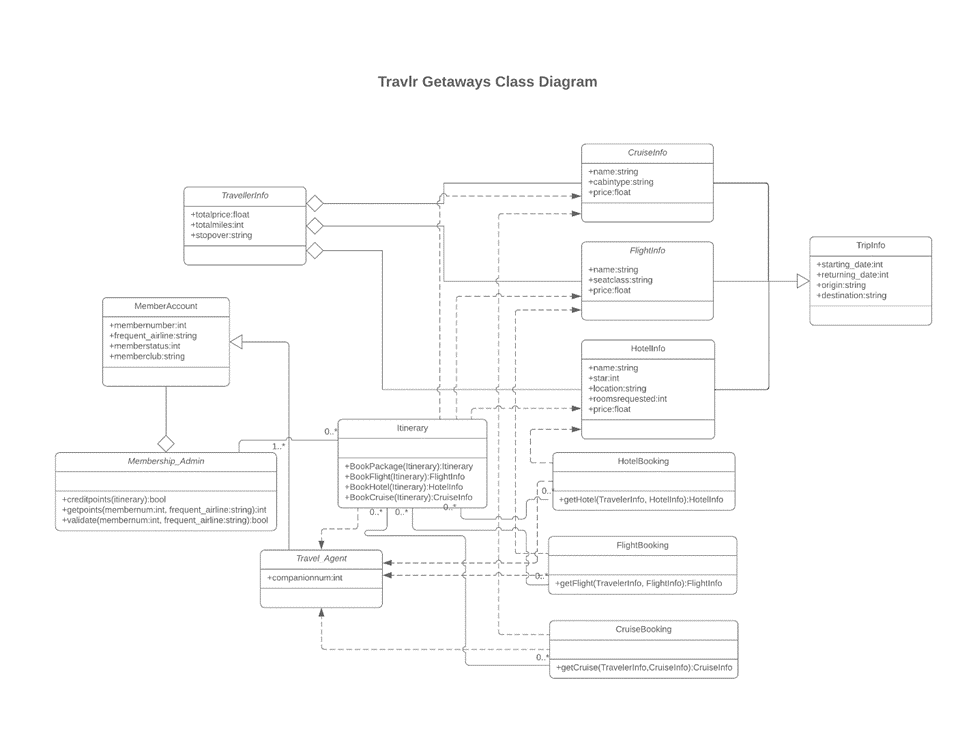 Travlr Getaways Class Diagram
CruiseInfo
+name:string
+cabintype:string
+price:float
TravellerInfo
+totalprice:float
+totalmiles:int
+stopover:string
FlightInfo
+name:string
+seatclass:string
+price:float
TripInfo
+starting_date:int
+returning_date:int
+origin:string
+destination:string
MemberAccount
+membernumber:int
+frequent_airline:string
+memberstatus:int
+memberclub:string
HotelInfo
+name:string
+star:int
+location:string
+roomsrequested:int
+price:float
Itinerary
+BookPackage(Itinerary):Itinerary
+BookFlight(Itinerary):FlightInfo
+BookHotel(Itinerary):HotelInfo
+BookCruise(Itinerary):CruiseInfo
0..*
1..*
0..*
0..*
0..*
Membership_Admin
+creditpoints(itinerary):bool
+getpoints(membernum:int, frequent_airline:string):int
+validate(membernum:int, frequent_airline:string):bool
HotelBooking
0..*
+getHotel(TravelerInfo, HotelInfo):HotelInfo
Travel_Agent
+companionnum:int
FlightBooking
0..*
+getFlight(TravelerInfo, FlightInfo):FlightInfo
CruiseBooking
0..*
+getCruise(TravelerInfo,CruiseInfo):CruiseInfo